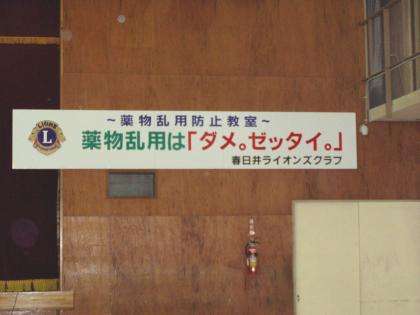 ～薬物乱用防止教室～
薬物乱用は「ダメ。ゼッタイ。」
春日井ライオンズクラブ
LIONS
L